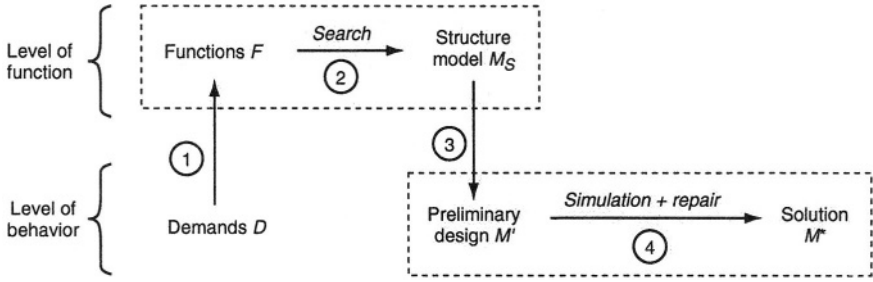 Level of
function
Functions F
Search
2
Structure
model M_S
1
3
Level of
behavior
Demands D
Preliminary
design M'
Simulation + repair
4
Solution
M*